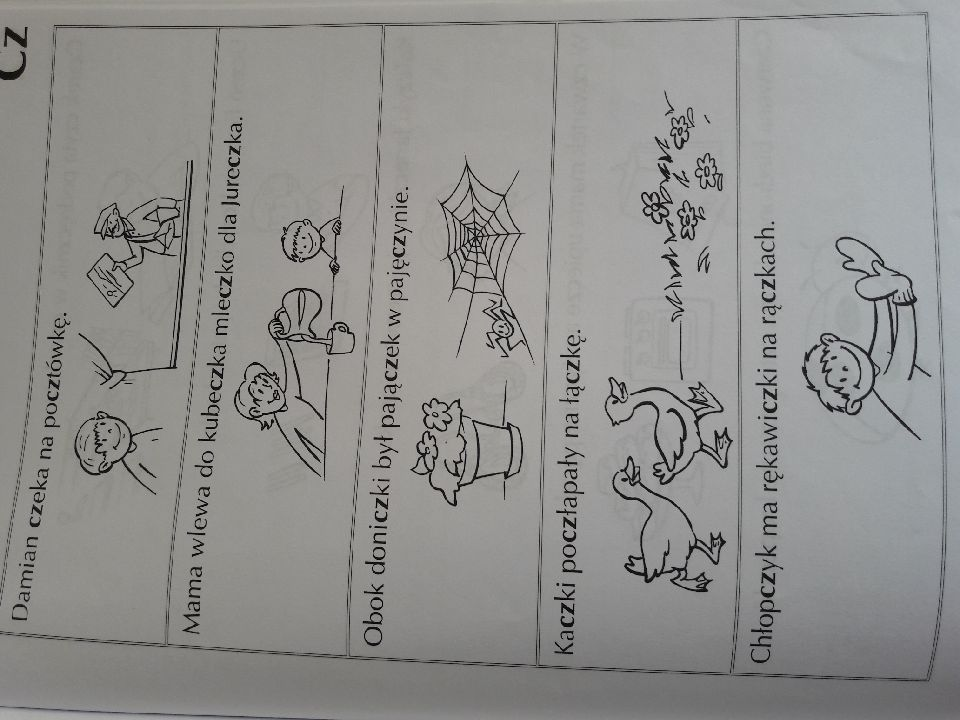 Cz
Damian czeka na pocztówkę.
Mama wlewa do kubeczka mleczko dla Jureczka.
Obok doniczki był pajączek w pajęczynie.
Kaczki poczłapały na łączkę.
Chłopczyk ma rękawiczki na rączkach.